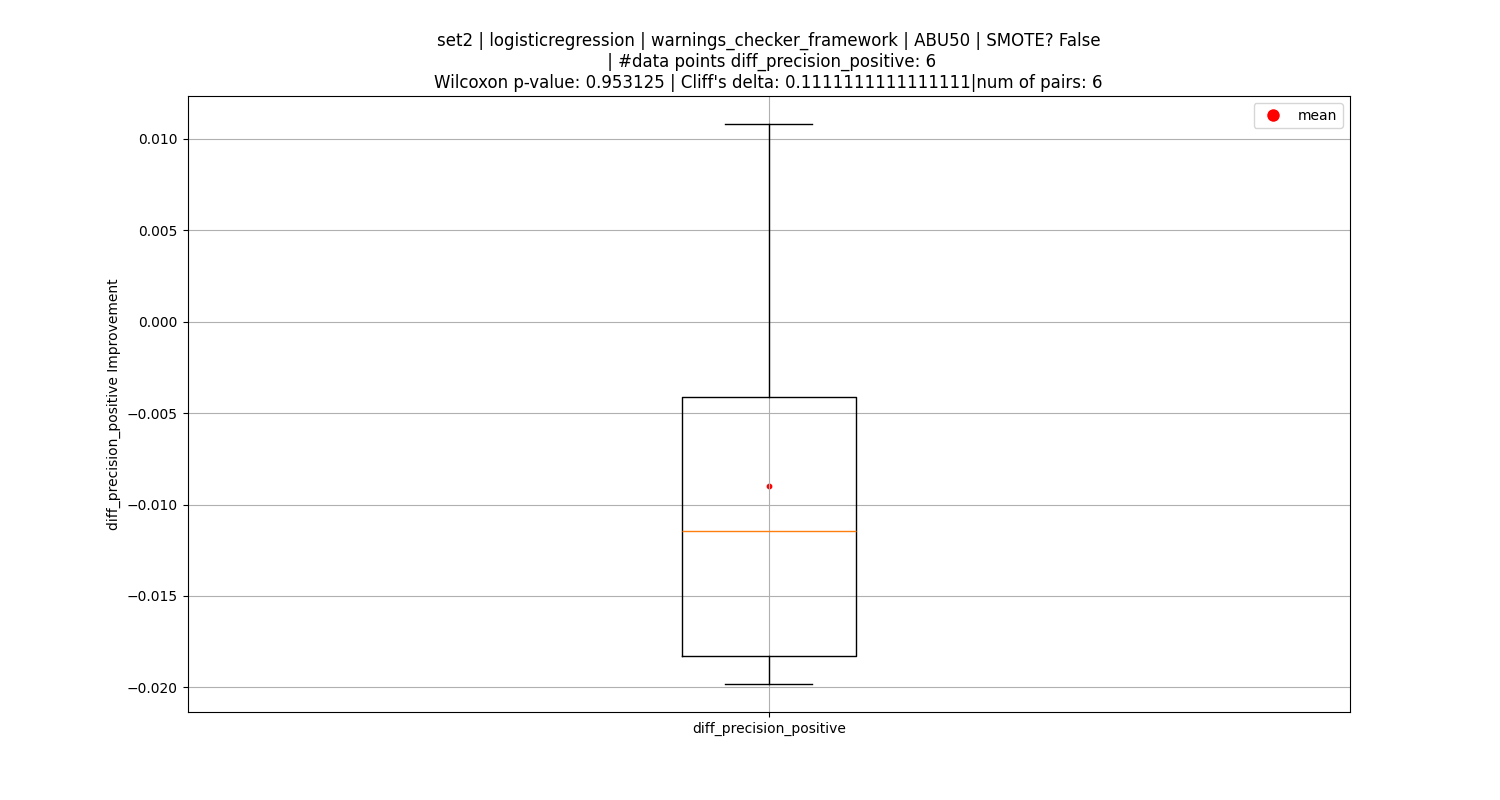 set2 | logisticregression | warnings_checker_framework | ABU50 | SMOTE? False
| #data points diff_precision_positive: 6
Wilcoxon p-value: 0.953125 | Cliff's delta: 0.1111111111111111|num of pairs: 6
mean
0.010
0.005
0.000
−0.005
−0.010
−0.015
−0.020
diff_precision_positive Improvement
diff_precision_positive